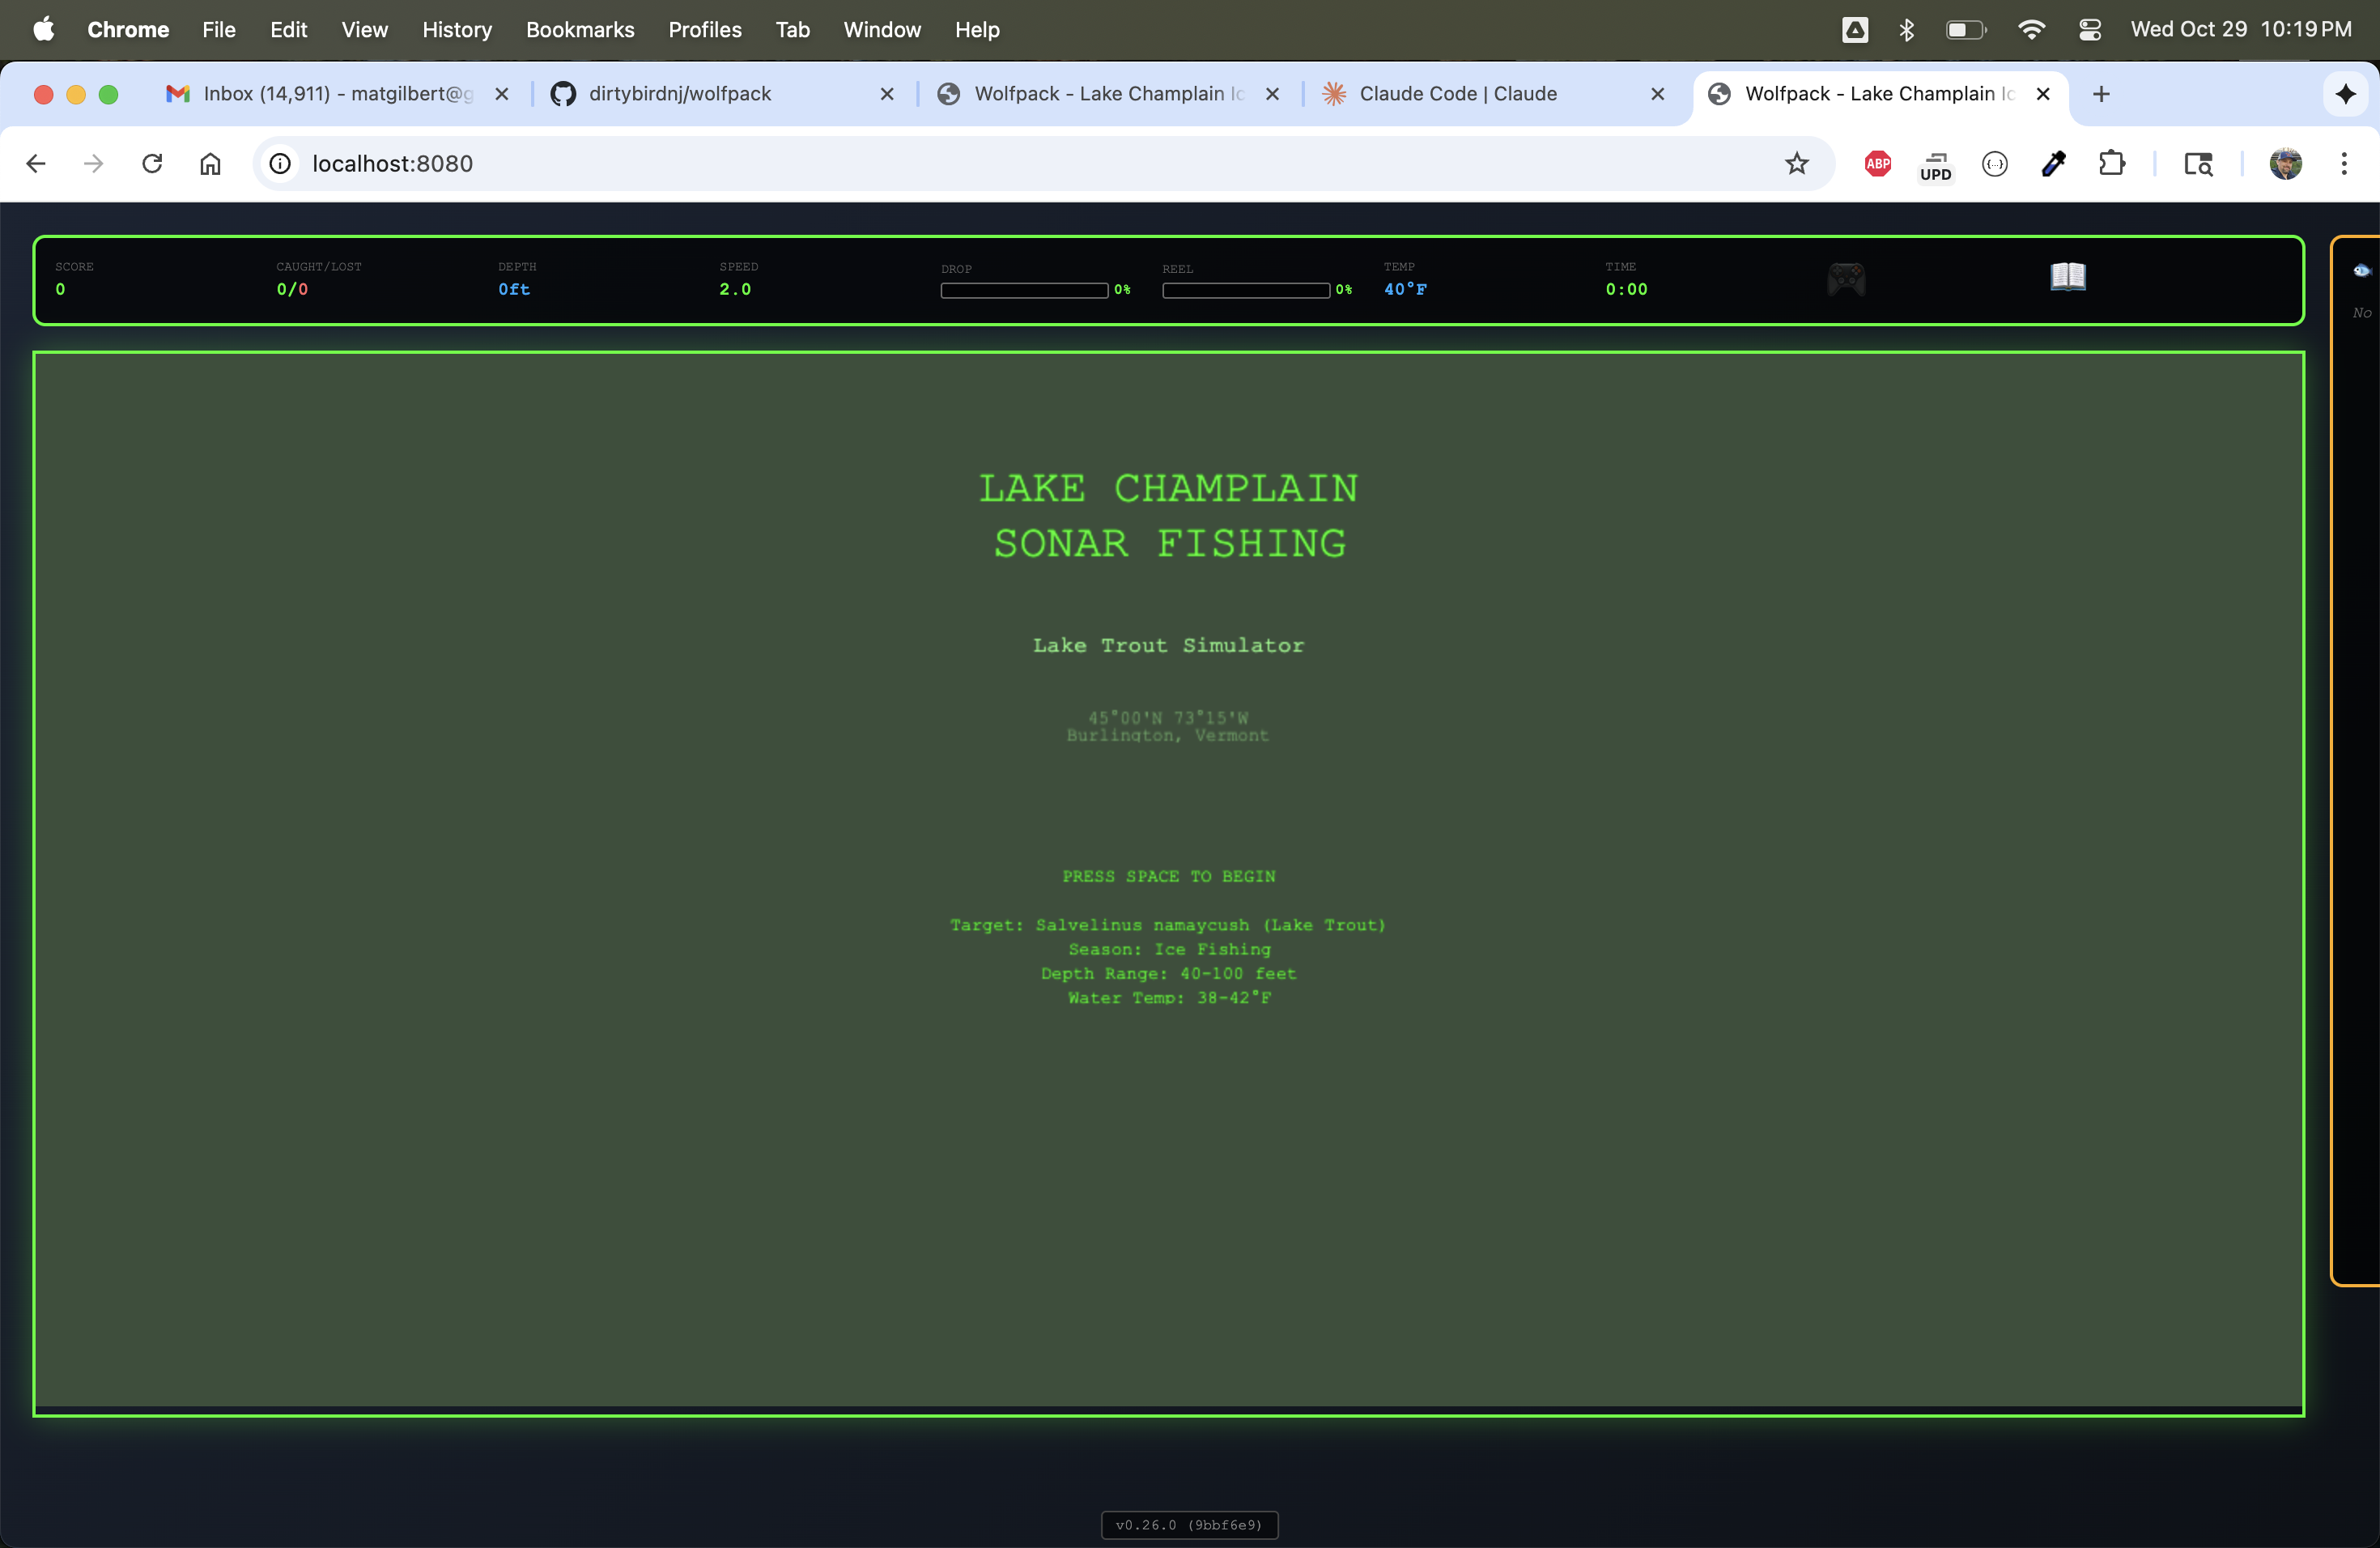 Chrome File Edit View History Bookmarks Profiles Tab Window Help Wed Oct 29 10:19 PM
Inbox (14,911) - matgilbert@g
dirtybirdnj/wolfpack
Wolfpack - Lake Champlain Ic
Claude Code | Claude
Wolfpack - Lake Champlain Ic
localhost:8080
ABP
UPD
SCORE
0
CAUGHT/LOST
0/0
DEPTH
0ft
SPEED
2.0
DROP
0%
REEL
0%
TEMP
40°F
TIME
0:00
No
LAKE CHAMPLAIN
SONAR FISHING
Lake Trout Simulator
45°00'N 73°15'W
Burlington, Vermont
PRESS SPACE TO BEGIN
Target: Salvelinus namaycush (Lake Trout)
Season: Ice Fishing
Depth Range: 40-100 feet
Water Temp: 38-42°F
v0.26.0 (9bbf6e9)